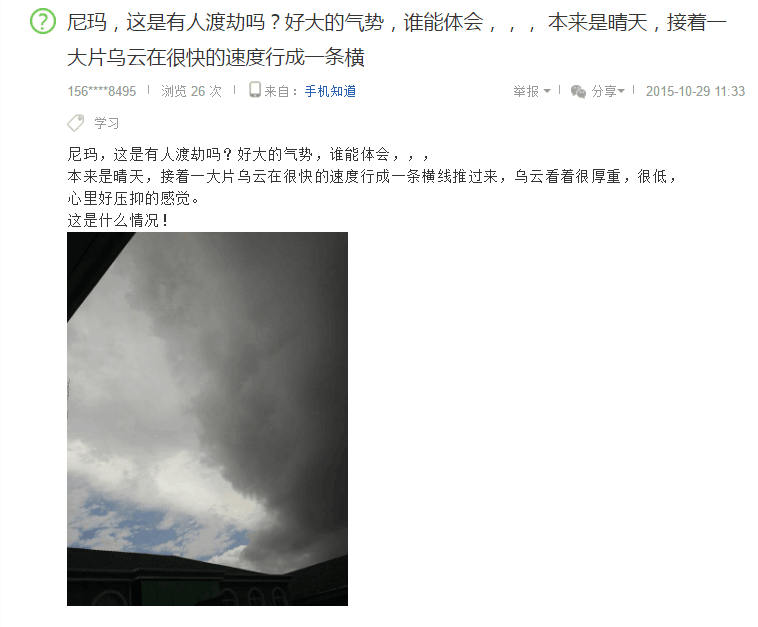 尼玛，这是有人渡劫吗？好大的气势，谁能体会，，， 本来是晴天，接着一
大片乌云在很快的速度行成一条横
156****8495 浏览 26 次 来自：手机知道 举报 分享 2015-10-29 11:33
学习
尼玛，这是有人渡劫吗？好大的气势，谁能体会，，，
本来是晴天，接着一大片乌云在很快的速度行成一条横线推过来，乌云看着很厚重，很低，
心里好压抑的感觉。
这是什么情况！